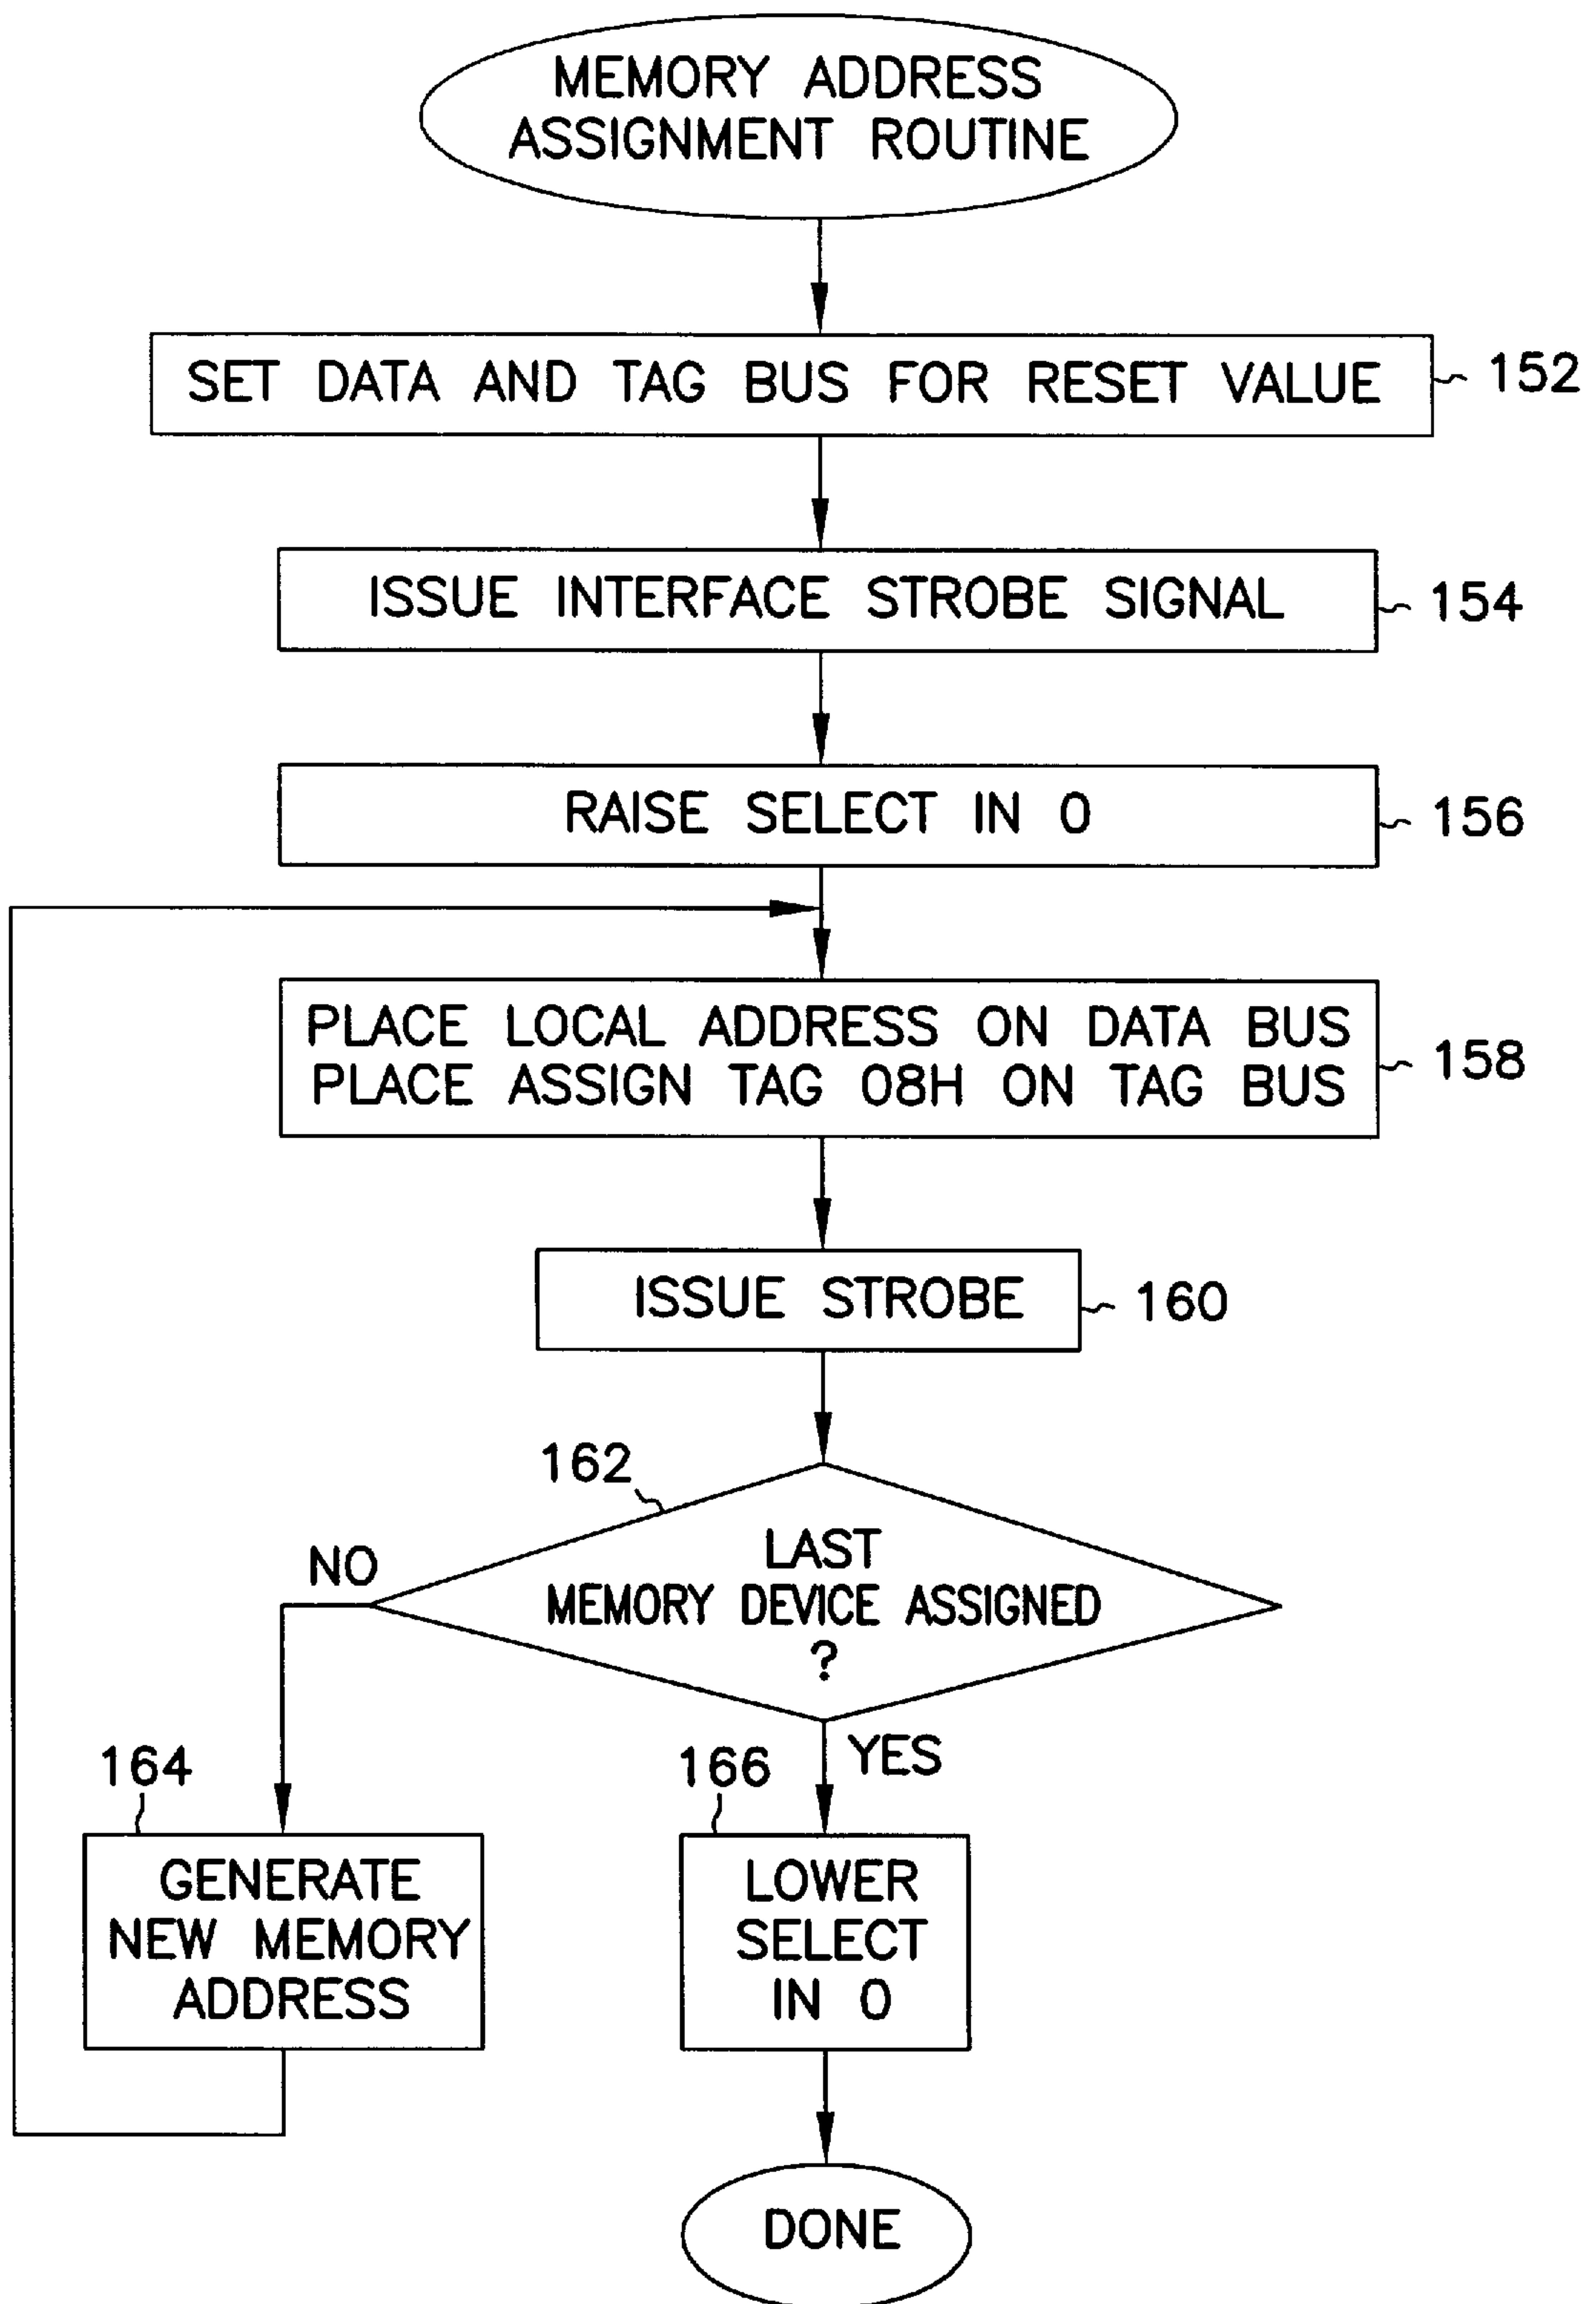 MEMORY ADDRESS
ASSIGNMENT ROUTINE
SET DATA AND TAG BUS FOR RESET VALUE
152
ISSUE INTERFACE STROBE SIGNAL
154
RAISE SELECT IN 0
156
PLACE LOCAL ADDRESS ON DATA BUS
PLACE ASSIGN TAG 08H ON TAG BUS
158
ISSUE STROBE
160
162
LAST
MEMORY DEVICE ASSIGNED
?
NO
YES
164
GENERATE
NEW MEMORY
ADDRESS
166
LOWER
SELECT
IN 0
DONE